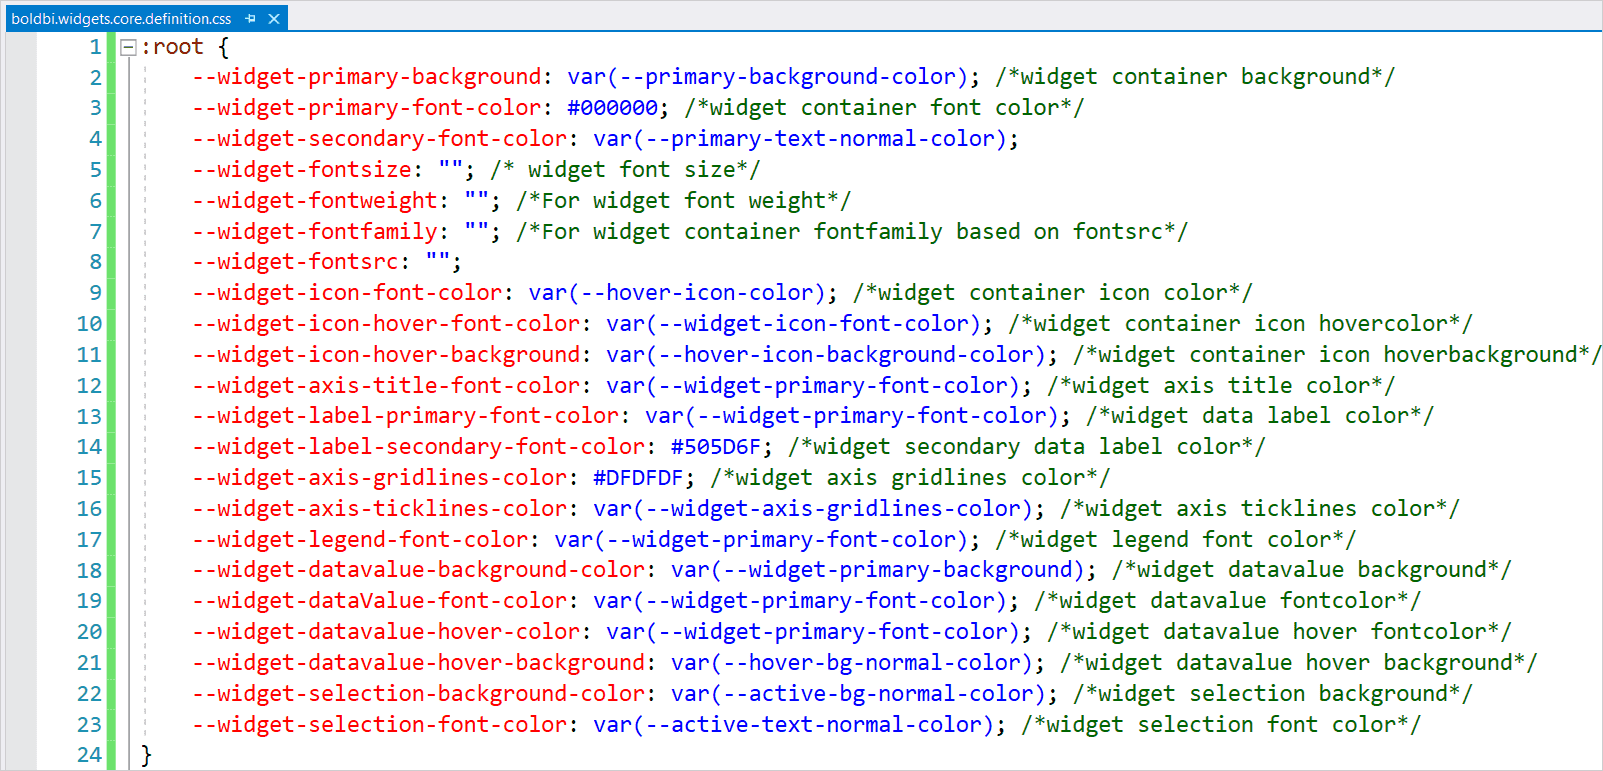 boldbi.widgets.core.definition.css
1 :root {
2 --widget-primary-background: var(--primary-background-color); /*widget container background*/
3 --widget-primary-font-color: #000000; /*widget container font color*/
4 --widget-secondary-font-color: var(--primary-text-normal-color);
5 --widget-fontsize: ""; /* widget font size*/
6 --widget-fontweight: ""; /*For widget font weight*/
7 --widget-fontfamily: ""; /*For widget container fontfamily based on fontsrc*/
8 --widget-fontsrc: "";
9 --widget-icon-font-color: var(--hover-icon-color); /*widget container icon color*/
10 --widget-icon-hover-font-color: var(--widget-icon-font-color); /*widget container icon hovercolor*/
11 --widget-icon-hover-background: var(--hover-icon-background-color); /*widget container icon hoverbackground*/
12 --widget-axis-title-font-color: var(--widget-primary-font-color); /*widget axis title color*/
13 --widget-label-primary-font-color: var(--widget-primary-font-color); /*widget data label color*/
14 --widget-label-secondary-font-color: #505D6F; /*widget secondary data label color*/
15 --widget-axis-gridlines-color: #DFDFDF; /*widget axis gridlines color*/
16 --widget-axis-ticklines-color: var(--widget-axis-gridlines-color); /*widget axis ticklines color*/
17 --widget-legend-font-color: var(--widget-primary-font-color); /*widget legend font color*/
18 --widget-datavalue-background-color: var(--widget-primary-background); /*widget datavalue background*/
19 --widget-dataValue-font-color: var(--widget-primary-font-color); /*widget datavalue fontcolor*/
20 --widget-datavalue-hover-color: var(--widget-primary-font-color); /*widget datavalue hover fontcolor*/
21 --widget-datavalue-hover-background: var(--hover-bg-normal-color); /*widget datavalue hover background*/
22 --widget-selection-background-color: var(--active-bg-normal-color); /*widget selection background*/
23 --widget-selection-font-color: var(--active-text-normal-color); /*widget selection font color*/
24 }